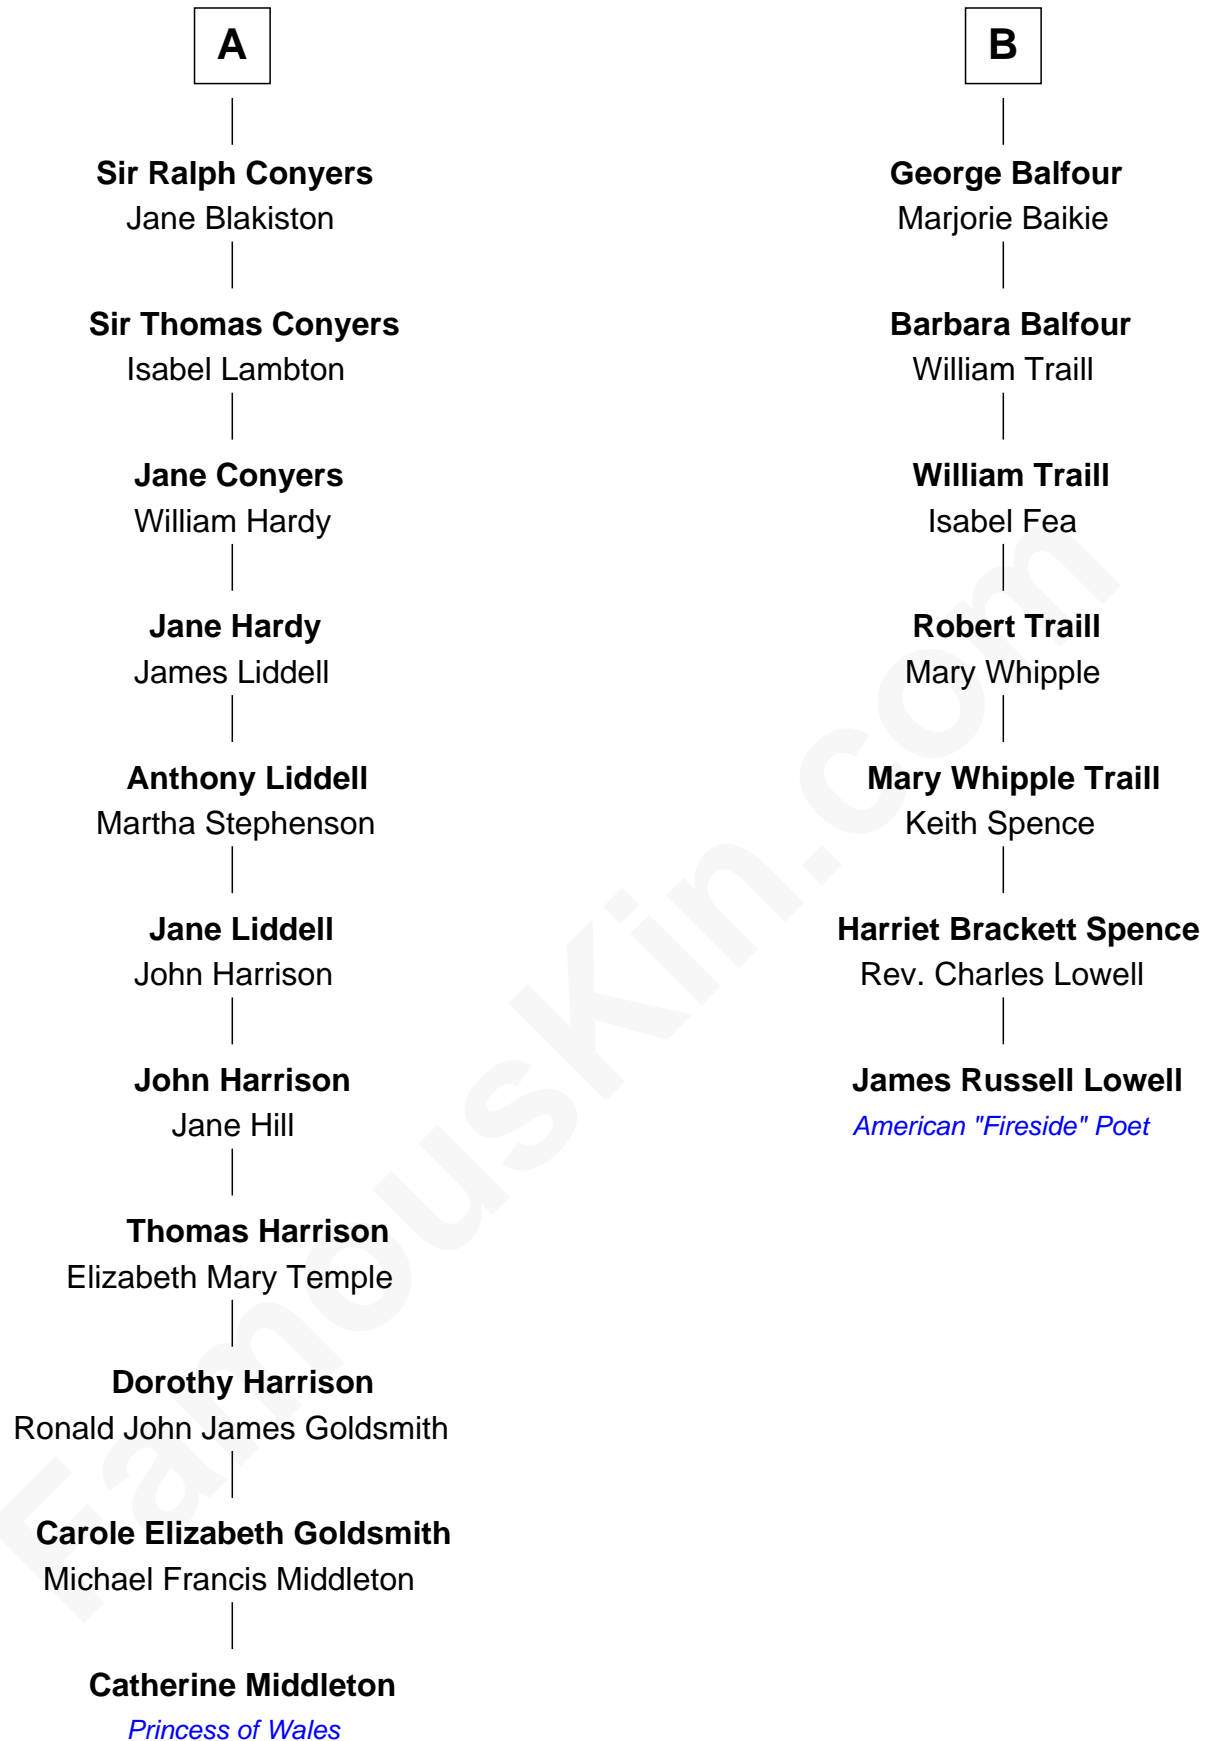 A
Sir Ralph Conyers
Jane Blakiston
Sir Thomas Conyers
Isabel Lambton
Jane Conyers
William Hardy
Jane Hardy
James Liddell
Anthony Liddell
Martha Stephenson
Jane Liddell
John Harrison
John Harrison
Jane Hill
Thomas Harrison
Elizabeth Mary Temple
Dorothy Harrison
Ronald John James Goldsmith
Carole Elizabeth Goldsmith
Michael Francis Middleton
Catherine Middleton
Princess of Wales
B
George Balfour
Marjorie Baikie
Barbara Balfour
William Traill
William Traill
Isabel Fea
Robert Traill
Mary Whipple
Mary Whipple Traill
Keith Spence
Harriet Brackett Spence
Rev. Charles Lowell
James Russell Lowell
American "Fireside" Poet
FamousKin.com